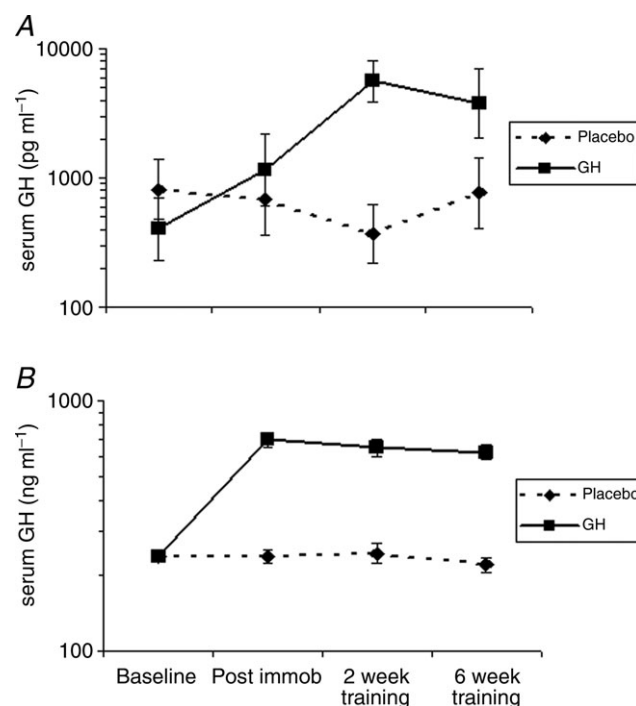 A
10000
1000
100
serum GH (pg ml⁻¹)
Placebo
GH
B
1000
100
serum GH (ng ml⁻¹)
Placebo
GH
Baseline Post immob 2 week training 6 week training